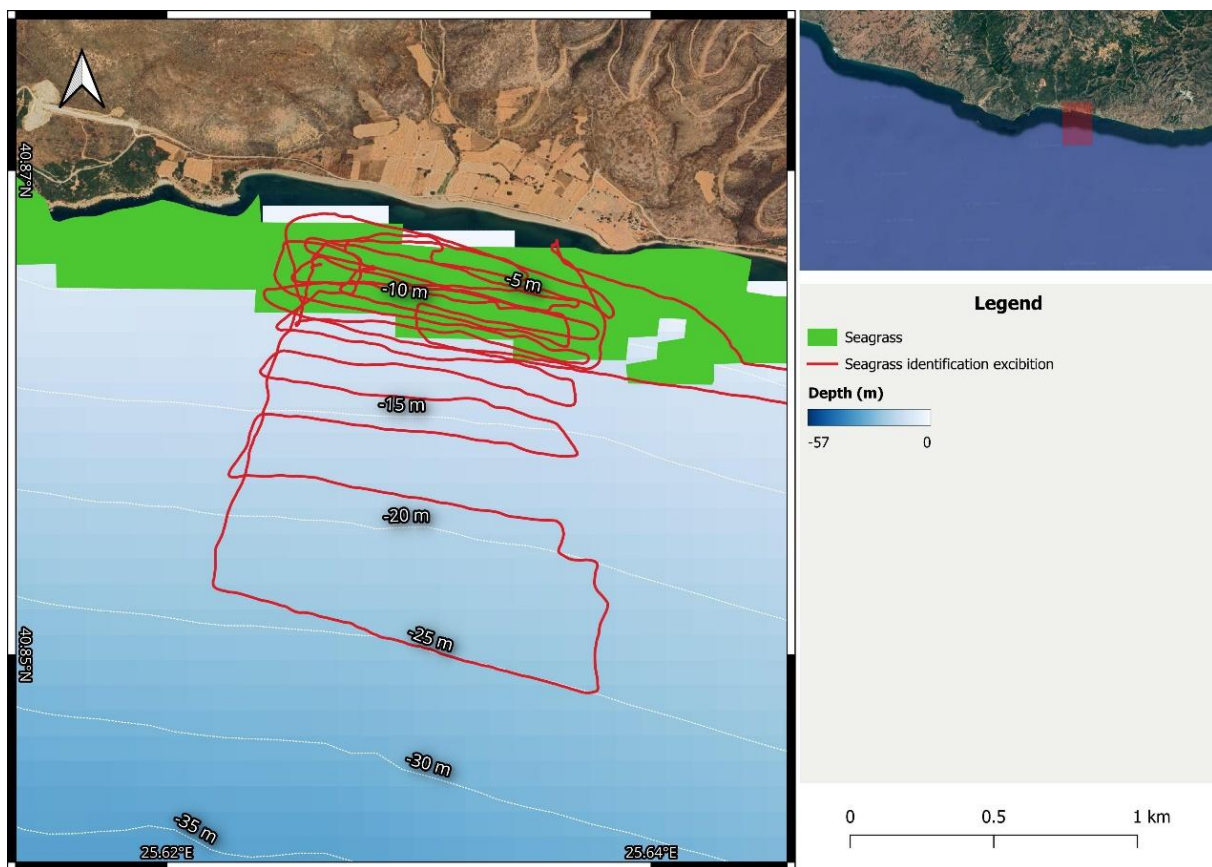 40.87°N
-5 m
-10 m
-15 m
-20 m
40.85°N
-25 m
-30 m
-35 m
25.62°E
25.64°E
Legend
Seagrass
Seagrass identification excibition
Depth (m)
-57
0
0
0.5
1 km